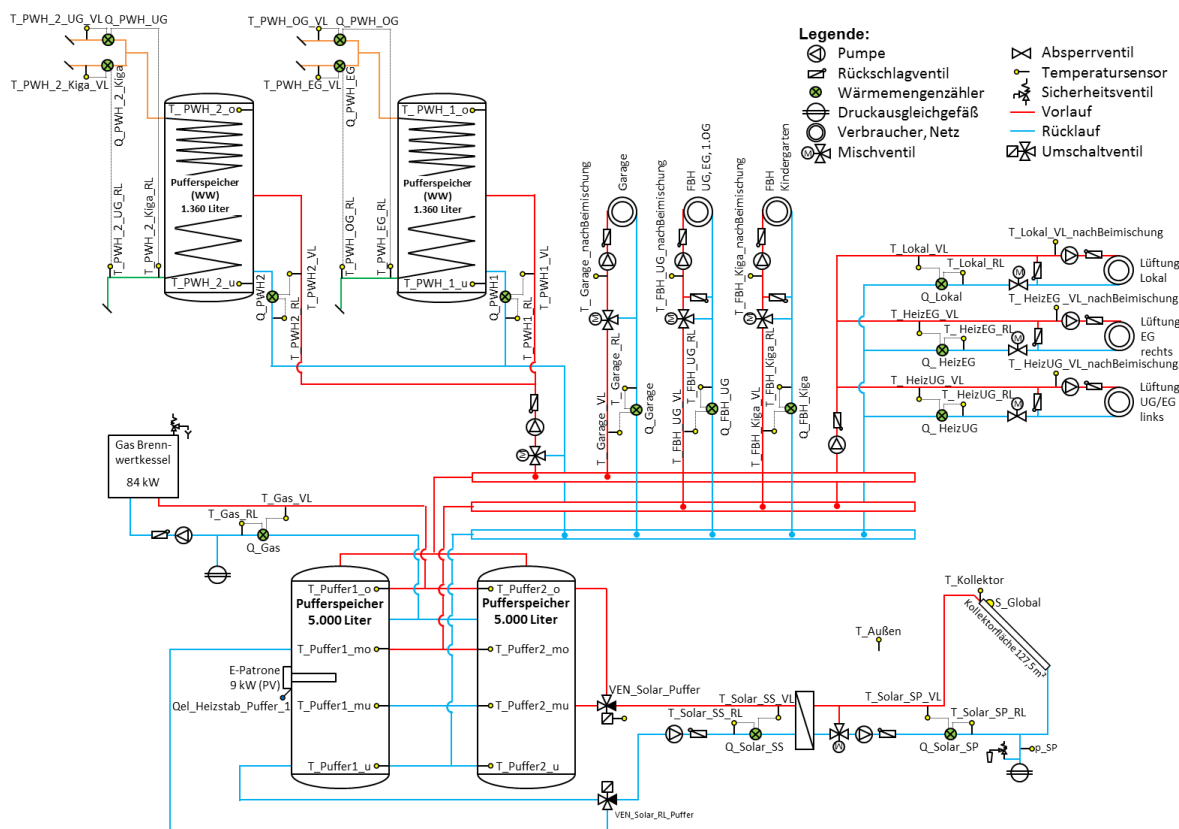 T_PWH_2_UG_VL
Q_PWH_UG
T_PWH_2_Kiga_VL
Q_PWH_2_Kiga
T_PWH_2_UG_RL
T_PWH_2_Kiga_RL
T_PWH_2_o
Pufferspeicher
(WW)
1.360 Liter
T_PWH_2_u
Q_PWH2
T_PWH2_VL
T_PWH2_RL
T_PWH_OG_VL
Q_PWH_OG
T_PWH_EG_VL
Q_PWH_EG
T_PWH_OG_RL
T_PWH_EG_RL
T_PWH_1_o
Pufferspeicher
(WW)
1.360 Liter
T_PWH_1_u
Q_PWH1
T_PWH1_VL
T_PWH1_RL
Legende:
Pumpe
Rückschlagventil
Wärmemengenzähler
Druckausgleichgefäß
Verbraucher, Netz
M
Mischventil
Absperrventil
Temperatursensor
Sicherheitsventil
Vorlauf
Rücklauf
Umschaltventil
Garage
T_Garage_nachBeimischung
M
T_Garage_RL
Q_Garage
T_Garage_VL
FBH
UG, EG, 1.OG
T_FBH_UG_nachBeimischung
M
T_FBH_UG_RL
Q_FBH_UG
T_FBH_UG_VL
FBH
Kindergarten
T_FBH_Kiga_nachBeimischung
M
T_FBH_Kiga_RL
Q_FBH_Kiga
T_FBH_Kiga_VL
T_Lokal_VL_nachBeimischung
T_Lokal_VL
T_Lokal_RL
M
Q_Lokal
Lüftung
Lokal
T_HeizEG_VL_nachBeimischung
T_HeizEG_VL
T_HeizEG_RL
M
Q_HeizEG
Lüftung
EG
rechts
T_HeizUG_VL_nachBeimischung
T_HeizUG_VL
T_HeizUG_RL
M
Q_HeizUG
Lüftung
UG/EG
links
M
Gas Brenn-
wertkessel
84 kW
T_Gas_VL
T_Gas_RL
Q_Gas
T_Puffer1_o
Pufferspeicher
5.000 Liter
T_Puffer1_mo
T_Puffer1_mu
T_Puffer1_u
E-Patrone
9 kW (PV)
Qel_Heizstab_Puffer_1
T_Puffer2_o
Pufferspeicher
5.000 Liter
T_Puffer2_mo
T_Puffer2_mu
T_Puffer2_u
VEN_Solar_Puffer
VEN_Solar_RL_Puffer
T_Solar_SS_VL
T_Solar_SS_RL
Q_Solar_SS
M
T_Außen
T_Solar_SP_VL
T_Solar_SP_RL
Q_Solar_SP
p_SP
T_Kollektor
S_Global
Kollektorfläche 127,5 m²